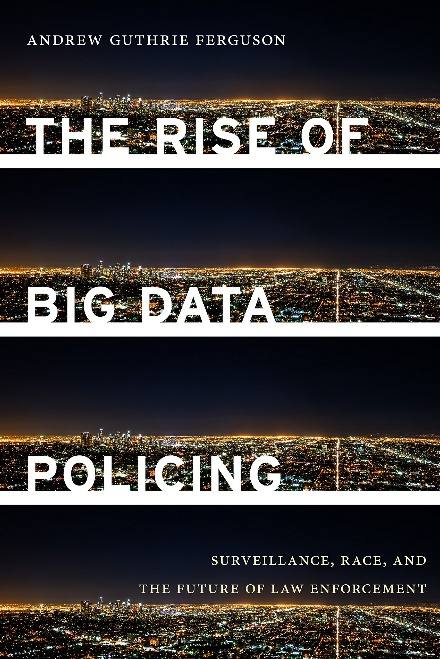 ANDREW GUTHRIE FERGUSON
THE RISE OF
BIG DATA
POLICING
SURVEILLANCE, RACE, AND
THE FUTURE OF LAW ENFORCEMENT